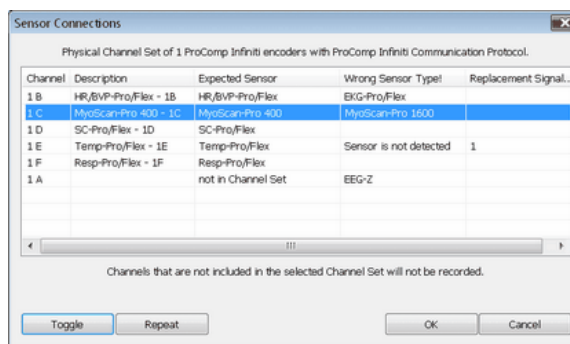 Sensor Connections
Physical Channel Set of 1 ProComp Infiniti encoders with ProComp Infiniti Communication Protocol.
Channel Description Expected Sensor Wrong Sensor Type! Replacement Signal...
1 B HR/BVP-Pro/Flex - 1B HR/BVP-Pro/Flex EKG-Pro/Flex
1 C MyoScan-Pro 400 - 1C MyoScan-Pro 400 MyoScan-Pro 1600
1 D SC-Pro/Flex - 1D SC-Pro/Flex
1 E Temp-Pro/Flex - 1E Temp-Pro/Flex Sensor is not detected 1
1 F Resp-Pro/Flex - 1F Resp-Pro/Flex
1 A not in Channel Set EEG-Z
Channels that are not included in the selected Channel Set will not be recorded.
Toggle Repeat OK Cancel